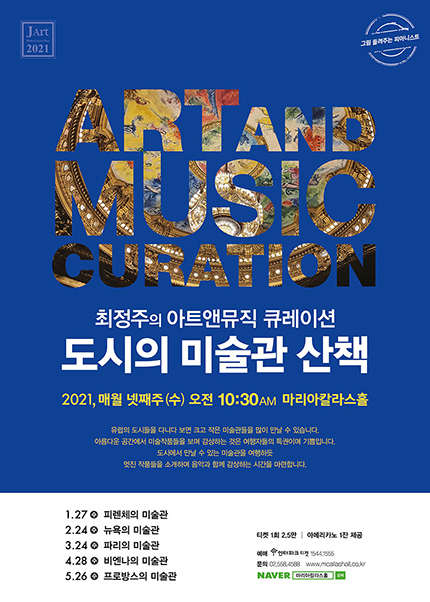 JArt
2021
그림 들려주는 피아니스트
ART AND
MUSIC
CURATION
최정주의 아트앤뮤직 큐레이션
도시의 미술관 산책
2021, 매월 넷째주(수) 오전 10:30AM 마리아칼라스홀
유럽의 도시들을 다니다 보면 크고 작은 미술관들을 많이 만날 수 있습니다.
아름다운 공간에서 미술작품들을 보며 감상하는 것은 여행자들의 특권이며 기쁨입니다.
도시에서 만날 수 있는 미술관을 여행하듯
멋진 작품들을 소개하며 음악과 함께 감상하는 시간을 마련합니다.
1.27 수 피렌체의 미술관
2.24 수 뉴욕의 미술관
3.24 수 파리의 미술관
4.28 수 비엔나의 미술관
5.26 수 프로방스의 미술관
티켓 1회 2.5만 | 아메리카노 1잔 제공
예매 인터파크 티켓 1544.1555
문의 02.558.4588 www.mcallashall.co.kr
NAVER 마리아칼라스홀 검색